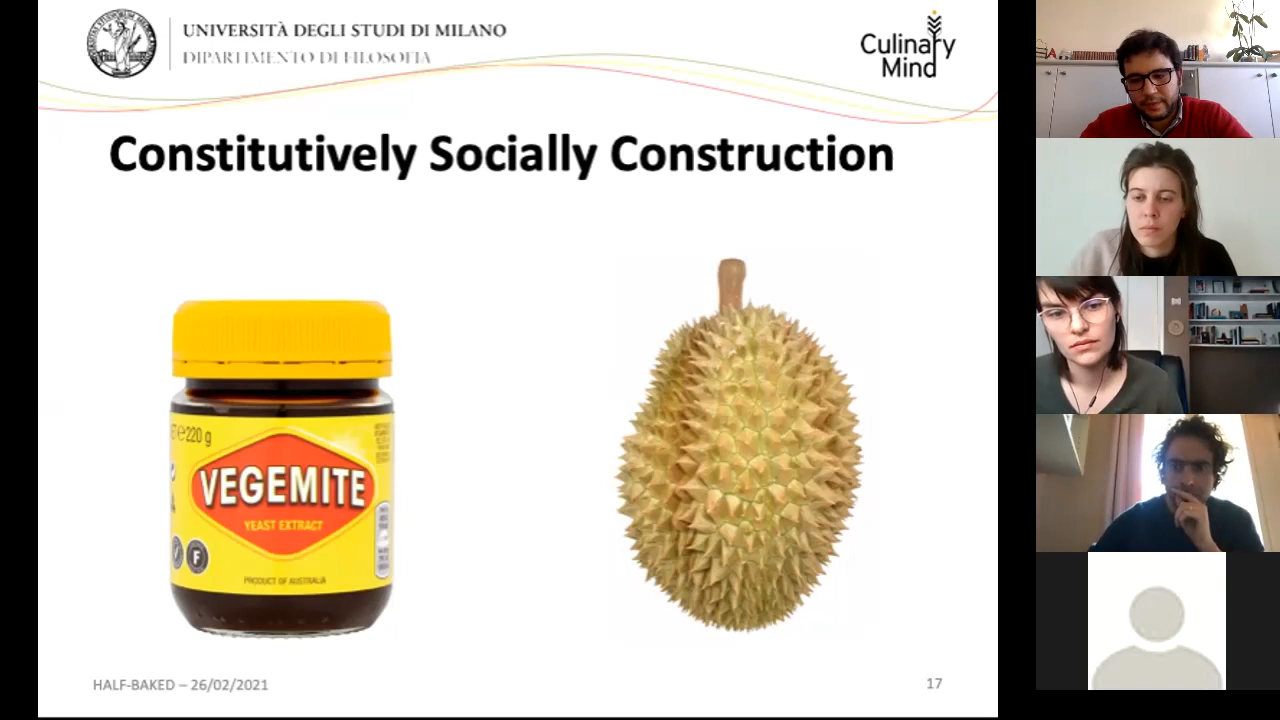 UNIVERSITÀ DEGLI STUDI DI MILANO
DIPARTIMENTO DI FILOSOFIA
Culinary
Mind
Constitutively Socially Construction
220 g
VEGEMITE
YEAST EXTRACT
F
PRODUCT OF AUSTRALIA
HALF-BAKED – 26/02/2021
17